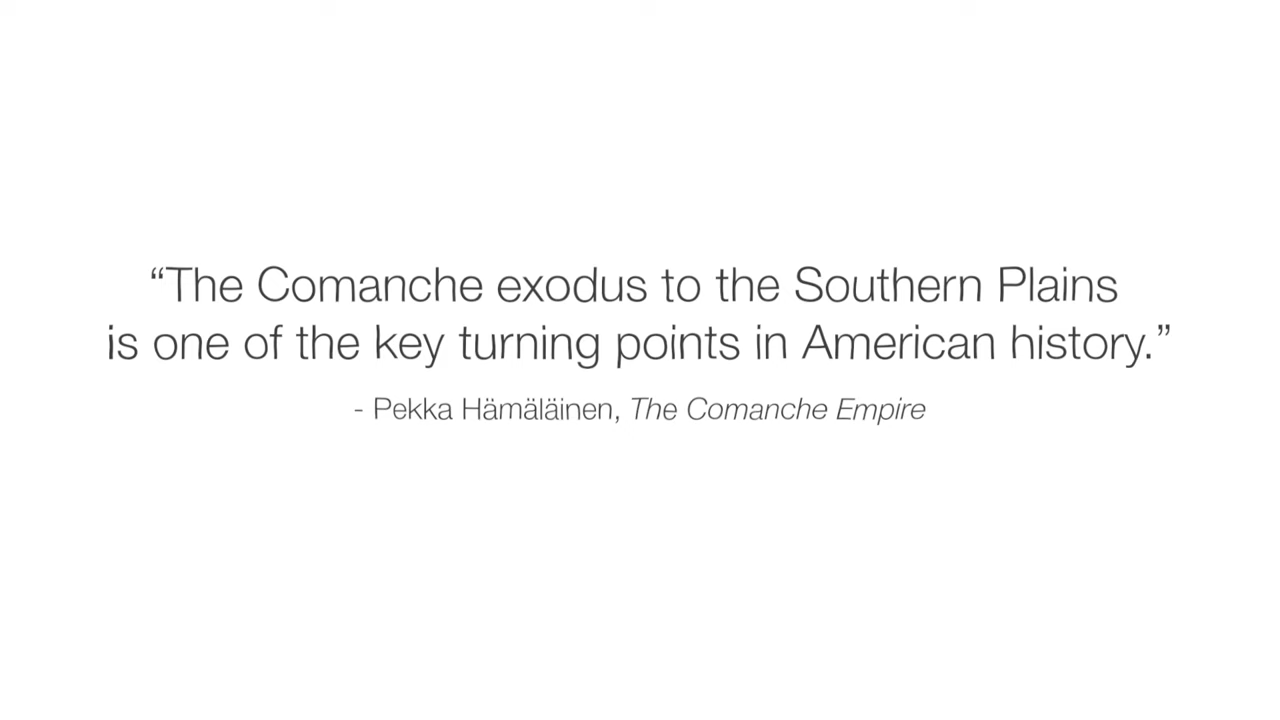 “The Comanche exodus to the Southern Plains
is one of the key turning points in American history.”
- Pekka Hämäläinen, The Comanche Empire